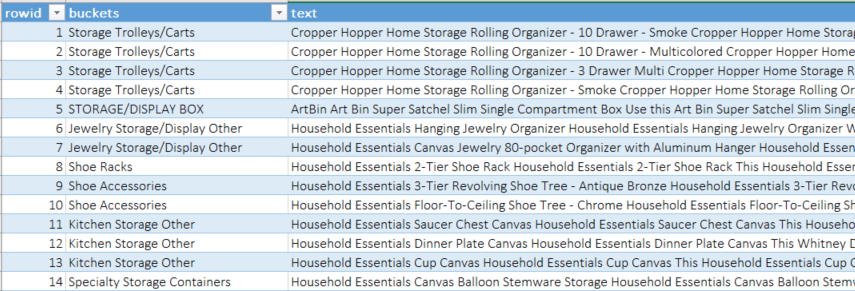 rowid buckets text
1 Storage Trolleys/Carts Cropper Hopper Home Storage Rolling Organizer - 10 Drawer - Smoke Cropper Hopper Home
2 Storage Trolleys/Carts Cropper Hopper Home Storage Rolling Organizer - 10 Drawer - Multicolored Cropper Hopper Home
3 Storage Trolleys/Carts Cropper Hopper Home Storage Rolling Organizer - 3 Drawer Multi Cropper Hopper Home Storage R
4 Storage Trolleys/Carts Cropper Hopper Home Storage Rolling Organizer - Smoke Cropper Hopper Home Storage Rolling Or
5 STORAGE/DISPLAY BOX ArtBin Art Bin Super Satchel Slim Single Compartment Box Use this Art Bin Super Satchel Slim Single
6 Jewelry Storage/Display Other Household Essentials Hanging Jewelry Organizer Household Essentials Hanging Jewelry Organizer W
7 Jewelry Storage/Display Other Household Essentials Canvas Jewelry 80-pocket Organizer with Aluminum Hanger Household Essen
8 Shoe Racks Household Essentials 2-Tier Shoe Rack Household Essentials 2-Tier Shoe Rack This Household Esse
9 Shoe Accessories Household Essentials 3-Tier Revolving Shoe Tree - Antique Bronze Household Essentials 3-Tier Revo
10 Shoe Accessories Household Essentials Floor-To-Ceiling Shoe Tree - Chrome Household Essentials Floor-To-Ceiling Sh
11 Kitchen Storage Other Household Essentials Saucer Chest Canvas Household Essentials Saucer Chest Canvas This Househo
12 Kitchen Storage Other Household Essentials Dinner Plate Canvas Household Essentials Dinner Plate Canvas This Whitney D
13 Kitchen Storage Other Household Essentials Cup Canvas Household Essentials Cup Canvas This Household Essentials Cup C
14 Specialty Storage Containers Household Essentials Canvas Balloon Stemware Storage Household Essentials Canvas Balloon Stemw